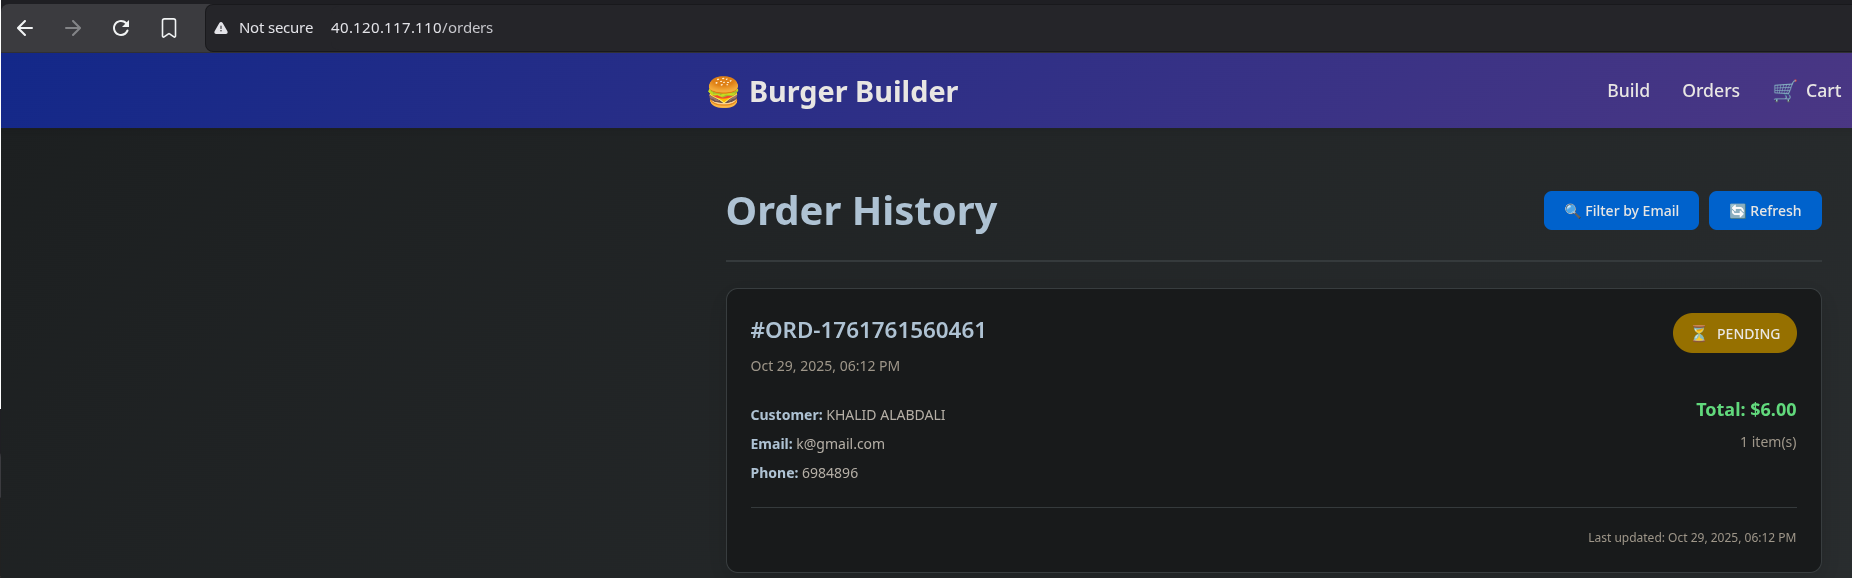 Not secure 40.120.117.110/orders
🍔 Burger Builder
Build Orders 🛒 Cart
Order History
🔍 Filter by Email 🔄 Refresh
#ORD-1761761560461
⏳ PENDING
Oct 29, 2025, 06:12 PM
Customer: KHALID ALABDALI
Total: $6.00
Email: k@gmail.com
1 item(s)
Phone: 6984896
Last updated: Oct 29, 2025, 06:12 PM